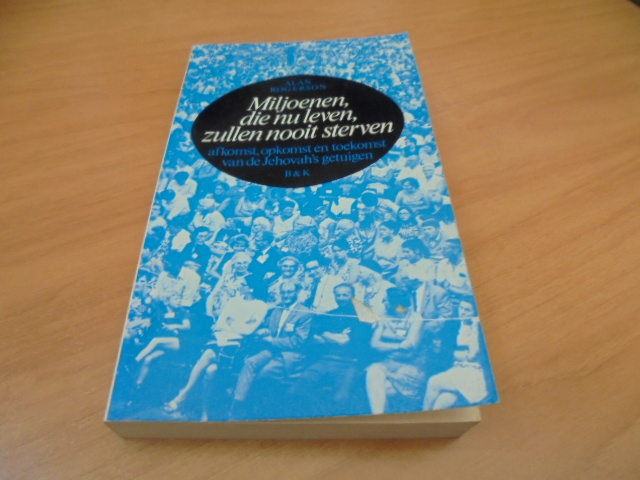 ALAN
ROGERSON
Miljoenen,
die nu leven,
zullen nooit sterven
afkomst, opkomst en toekomst
van de Jehovah's getuigen
B & K